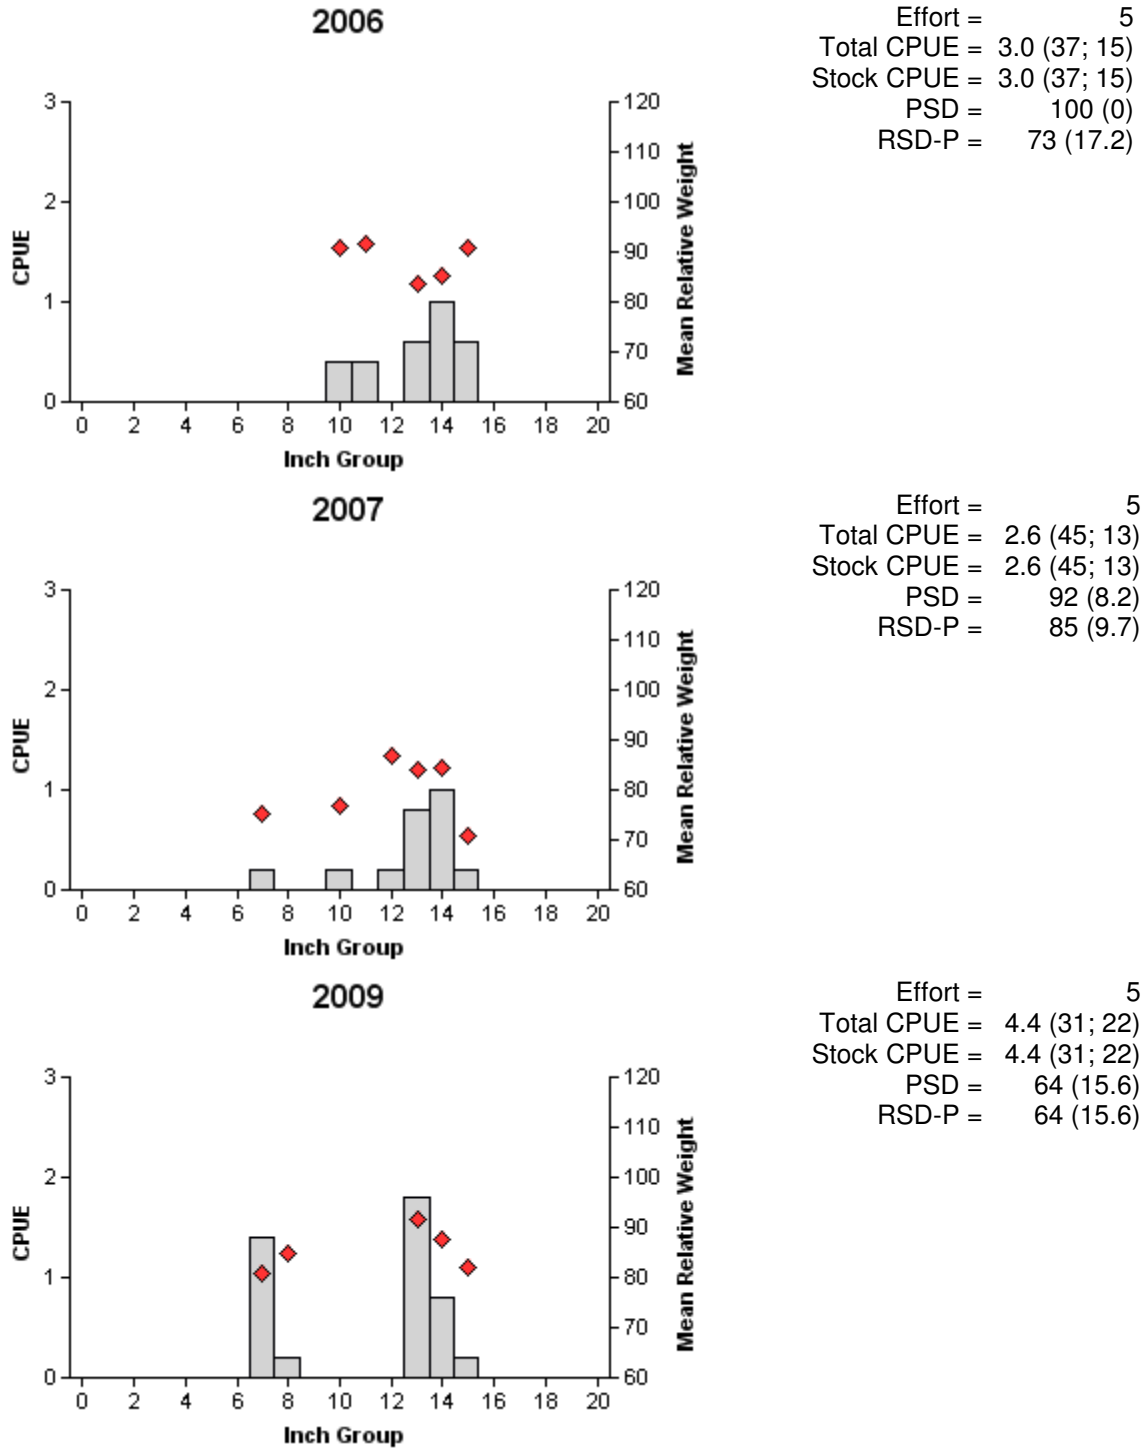 2006
Effort = 5
Total CPUE = 3.0 (37; 15)
Stock CPUE = 3.0 (37; 15)
PSD = 100 (0)
RSD-P = 73 (17.2)
3
2
1
0
CPUE
120
110
100
90
80
70
60
Mean Relative Weight
0 2 4 6 8 10 12 14 16 18 20
Inch Group
2007
Effort = 5
Total CPUE = 2.6 (45; 13)
Stock CPUE = 2.6 (45; 13)
PSD = 92 (8.2)
RSD-P = 85 (9.7)
3
2
1
0
CPUE
120
110
100
90
80
70
60
Mean Relative Weight
0 2 4 6 8 10 12 14 16 18 20
Inch Group
2009
Effort = 5
Total CPUE = 4.4 (31; 22)
Stock CPUE = 4.4 (31; 22)
PSD = 64 (15.6)
RSD-P = 64 (15.6)
3
2
1
0
CPUE
120
110
100
90
80
70
60
Mean Relative Weight
0 2 4 6 8 10 12 14 16 18 20
Inch Group